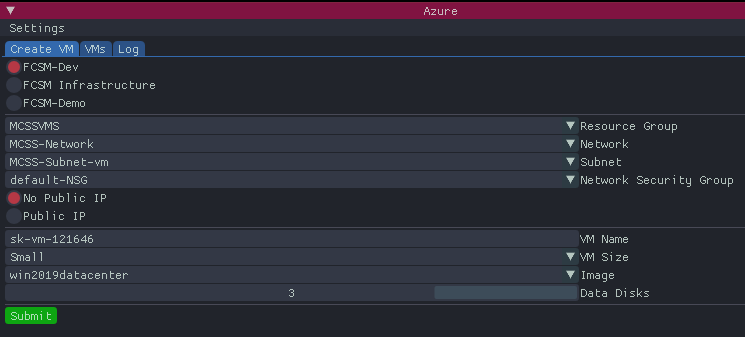 Azure
Settings
Create VM VMs Log
FCSM-Dev
FCSM Infrastructure
FCSM-Demo
MCSSVMS Resource Group
MCSS-Network Network
MCSS-Subnet-vm Subnet
default-NSG Network Security Group
No Public IP
Public IP
sk-vm-121646 VM Name
Small VM Size
win2019datacenter Image
3 Data Disks
Submit